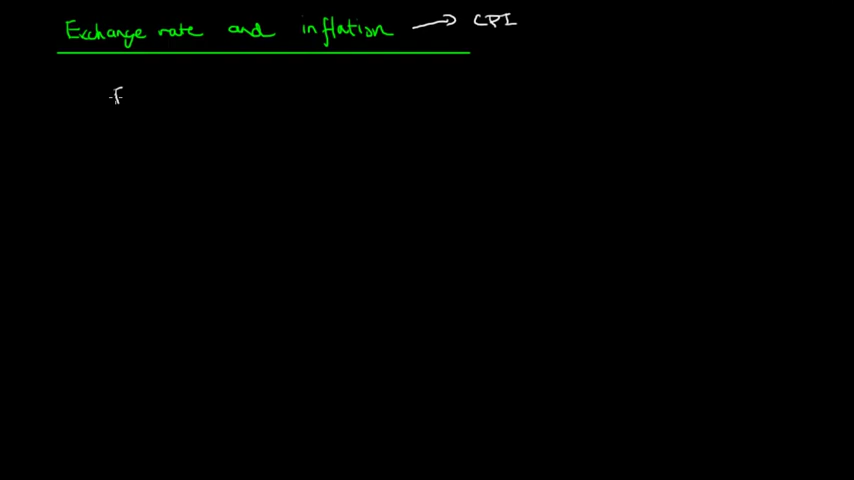 Exchange rate and inflation → CPI